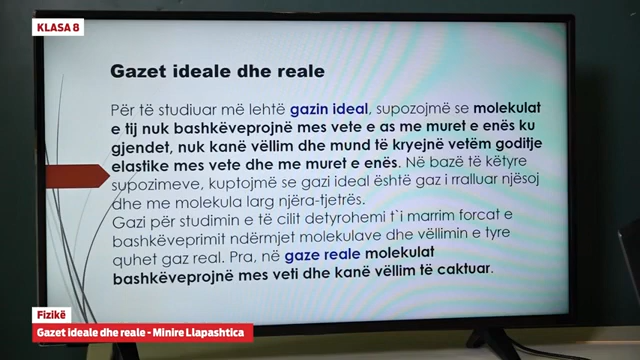 KLASA 8
Gazet ideale dhe reale
Për të studiuar më lehtë gazin ideal, supozojmë se molekulat
e tij nuk bashkëveprojnë mes vete e as me muret e enës ku
gjendet, nuk kanë vëllim dhe mund të kryejnë vetëm goditje
elastike mes vete dhe me muret e enës. Në bazë të këtyre
supozimeve, kuptojmë se gazi ideal është gaz i rralluar njësoj
dhe me molekula larg njëra-tjetrës.
Gazi për studimin e të cilit detyrohemi t`i marrim forcat e
bashkëveprimit ndërmjet molekulave dhe vëllimin e tyre
quhet gaz real. Pra, në gaze reale molekulat
bashkëveprojnë mes veti dhe kanë vëllim të caktuar.
Fizikë
Gazet ideale dhe reale - Minire Llapashtica